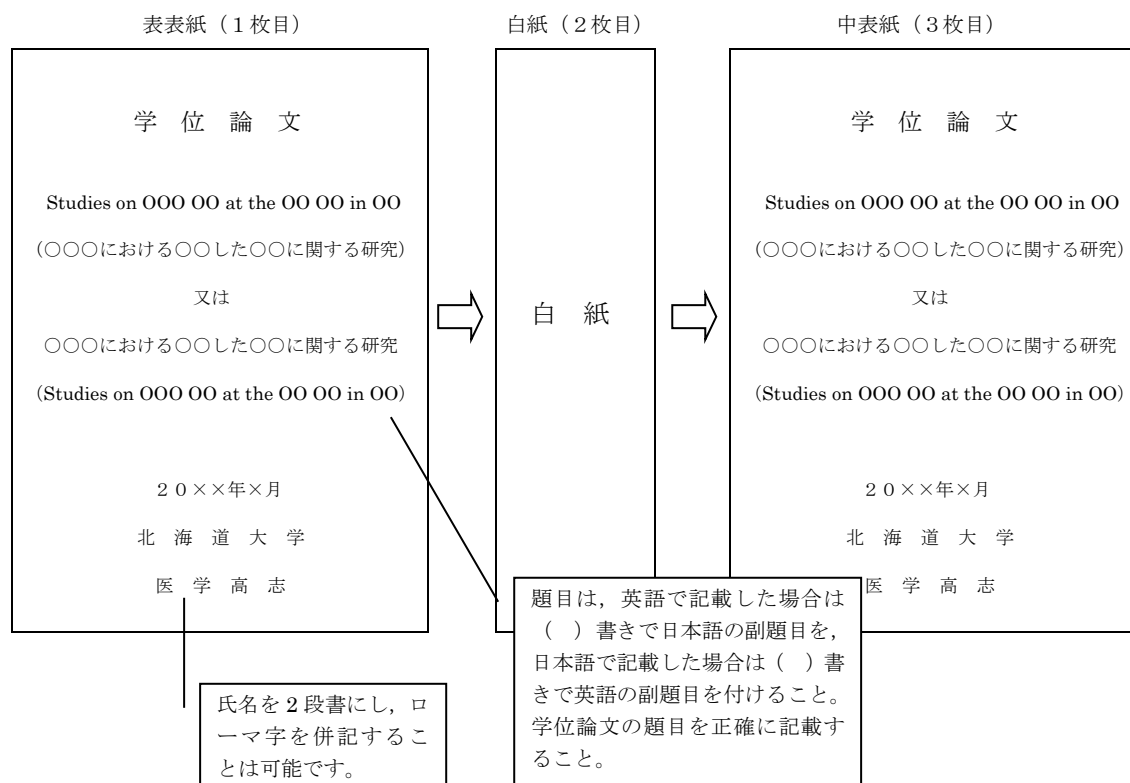 表表紙（１枚目）
学　位　論　文
Studies on OOO OO at the OO OO in OO
(○○○における○○した○○に関する研究)
又は
○○○における○○した○○に関する研究
(Studies on OOO OO at the OO OO in OO)
２０××年×月
北　海　道　大　学
医　学　高　志
氏名を 2 段書にし，ロ
ーマ字を併記するこ
とは可能です。
白紙（２枚目）
白　紙
題目は，英語で記載した場合は
（　）書きで日本語の副題目を，
日本語で記載した場合は（　）書
きで英語の副題目を付けること。
学位論文の題目を正確に記載す
ること。
中表紙（３枚目）
学　位　論　文
Studies on OOO OO at the OO OO in OO
(○○○における○○した○○に関する研究)
又は
○○○における○○した○○に関する研究
(Studies on OOO OO at the OO OO in OO)
２０××年×月
北　海　道　大　学
医　学　高　志